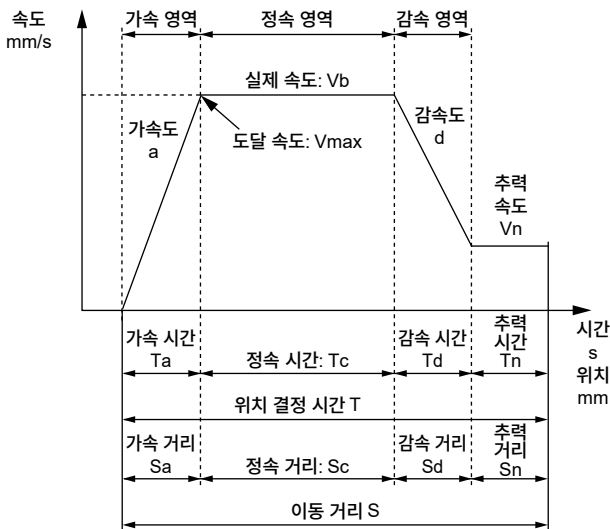 속도
mm/s
가속 영역
정속 영역
감속 영역
실제 속도: Vb
도달 속도: Vmax
가속도
a
감속도
d
추력
속도
Vn
시간
s
위치
mm
가속 시간
Ta
정속 시간: Tc
감속 시간
Td
추력
시간
Tn
위치 결정 시간 T
가속 거리
Sa
정속 거리: Sc
감속 거리
Sd
추력
거리
Sn
이동 거리 S